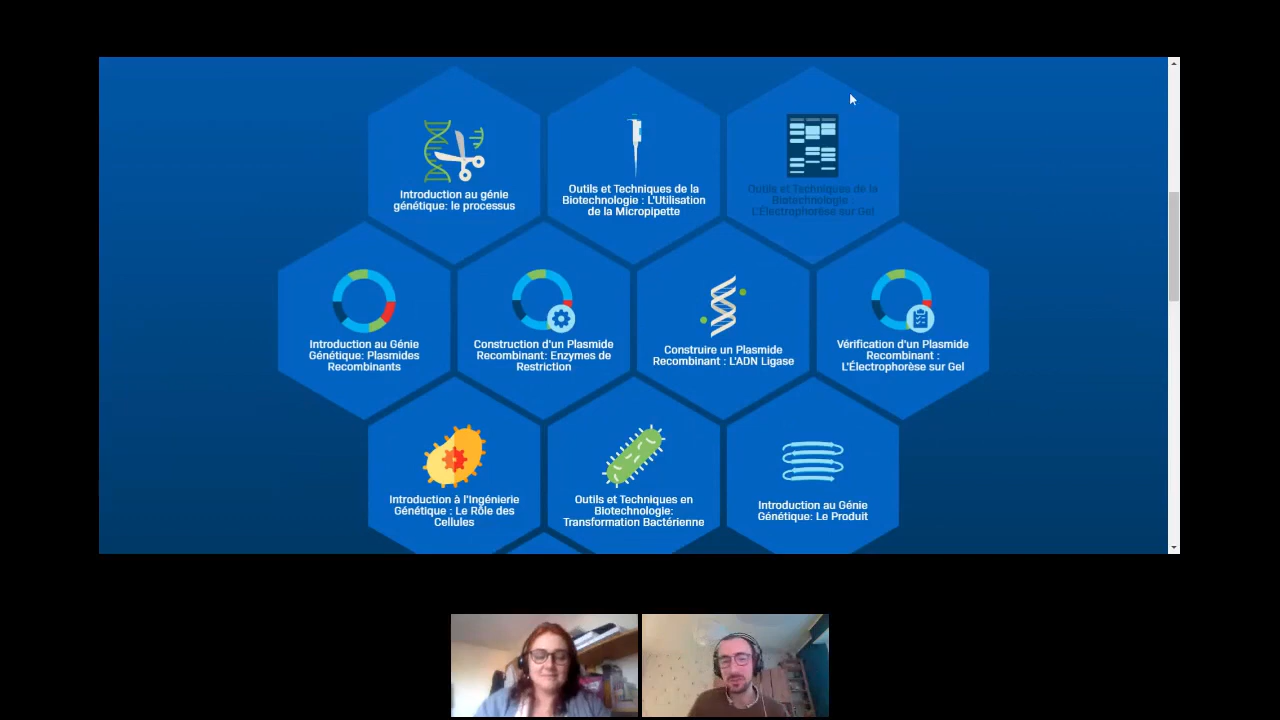 Introduction au génie
génétique: le processus
Outils et Techniques de la
Biotechnologie : L'Utilisation
de la Micropipette
Outils et Techniques de la
Biotechnologie :
L'Électrophorèse sur Gel
Introduction au Génie
Génétique: Plasmides
Recombinants
Construction d'un Plasmide
Recombinant: Enzymes de
Restriction
Construire un Plasmide
Recombinant : L'ADN Ligase
Vérification d'un Plasmide
Recombinant :
L'Électrophorèse sur Gel
Introduction à l'Ingénierie
Génétique : Le Rôle des
Cellules
Outils et Techniques en
Biotechnologie:
Transformation Bactérienne
Introduction au Génie
Génétique: Le Produit